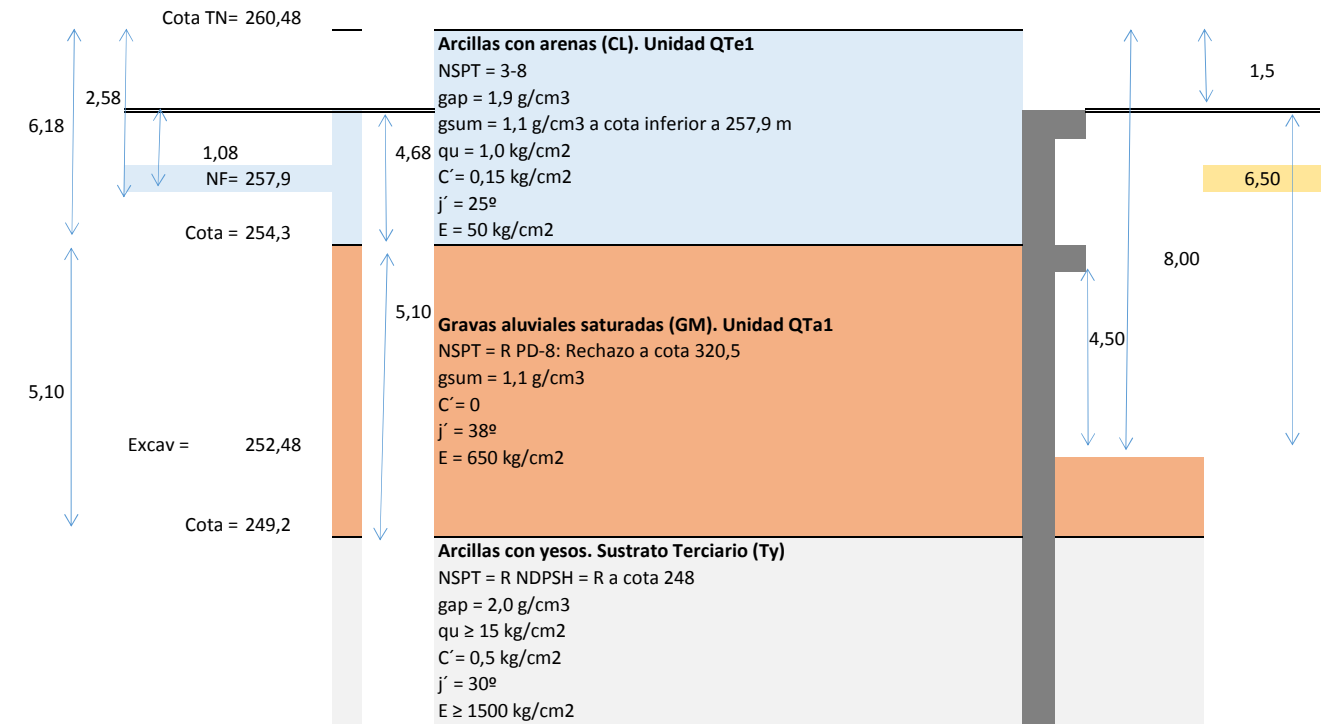 Cota TN= 260,48
Arcillas con arenas (CL). Unidad QTe1
NSPT = 3-8
gap = 1,9 g/cm3
gsum = 1,1 g/cm3 a cota inferior a 257,9 m
qu = 1,0 kg/cm2
C´= 0,15 kg/cm2
j´ = 25º
E = 50 kg/cm2
2,58
6,18
1,08
4,68
NF= 257,9
Cota = 254,3
1,5
6,50
8,00
5,10
Gravas aluviales saturadas (GM). Unidad QTa1
NSPT = R PD-8: Rechazo a cota 320,5
gsum = 1,1 g/cm3
C´= 0
j´ = 38º
E = 650 kg/cm2
4,50
5,10
Excav = 252,48
Cota = 249,2
Arcillas con yesos. Sustrato Terciario (Ty)
NSPT = R NDPSH = R a cota 248
gap = 2,0 g/cm3
qu ≥ 15 kg/cm2
C´= 0,5 kg/cm2
j´ = 30º
E ≥ 1500 kg/cm2